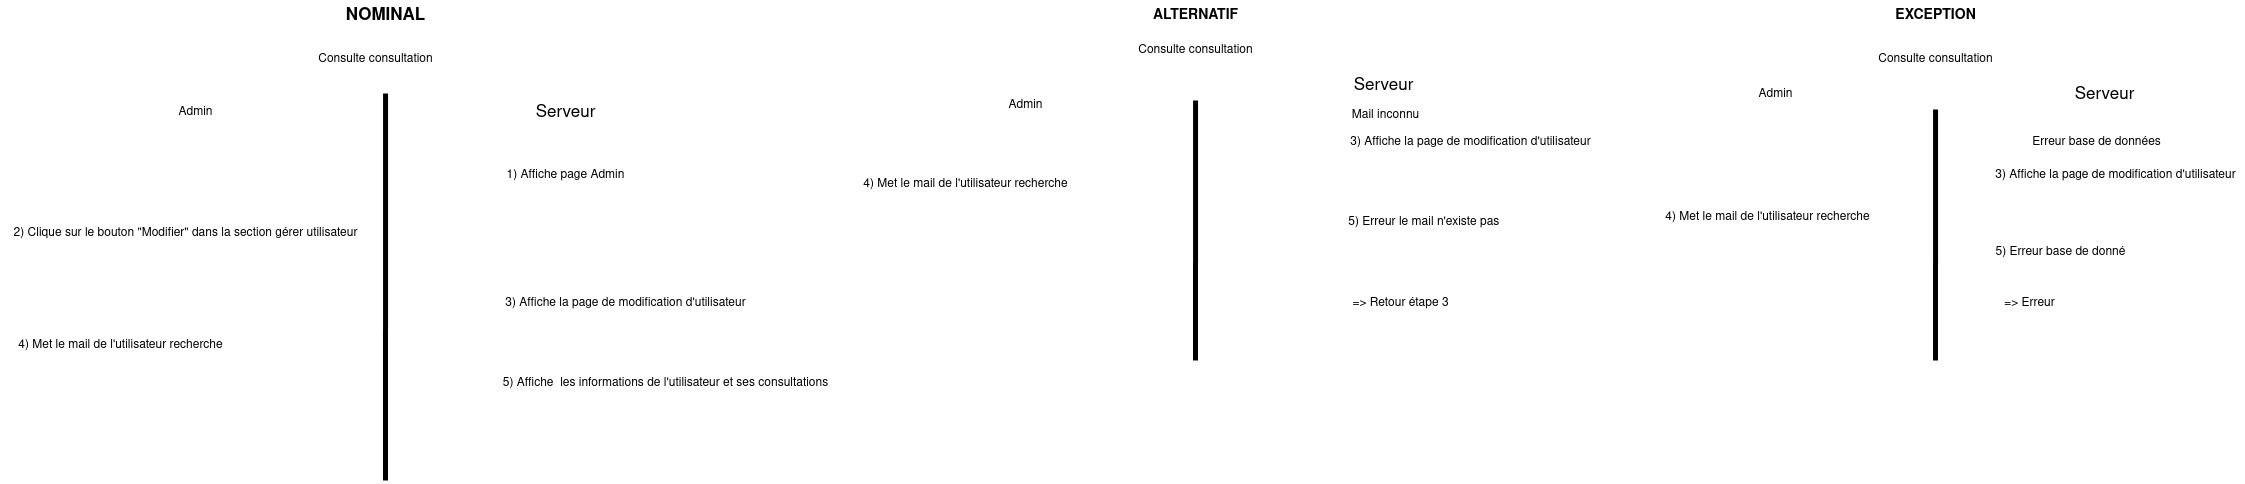 NOMINAL
Consulte consultation
Admin
Serveur
1) Affiche page Admin
2) Clique sur le bouton "Modifier" dans la section gérer utilisateur
3) Affiche la page de modification d'utilisateur
4) Met le mail de l'utilisateur recherche
5) Affiche  les informations de l'utilisateur et ses consultations
ALTERNATIF
Consulte consultation
Admin
Serveur
Mail inconnu
3) Affiche la page de modification d'utilisateur
4) Met le mail de l'utilisateur recherche
5) Erreur le mail n'existe pas
=> Retour étape 3
EXCEPTION
Consulte consultation
Admin
Serveur
Erreur base de données
3) Affiche la page de modification d'utilisateur
4) Met le mail de l'utilisateur recherche
5) Erreur base de donné
=> Erreur